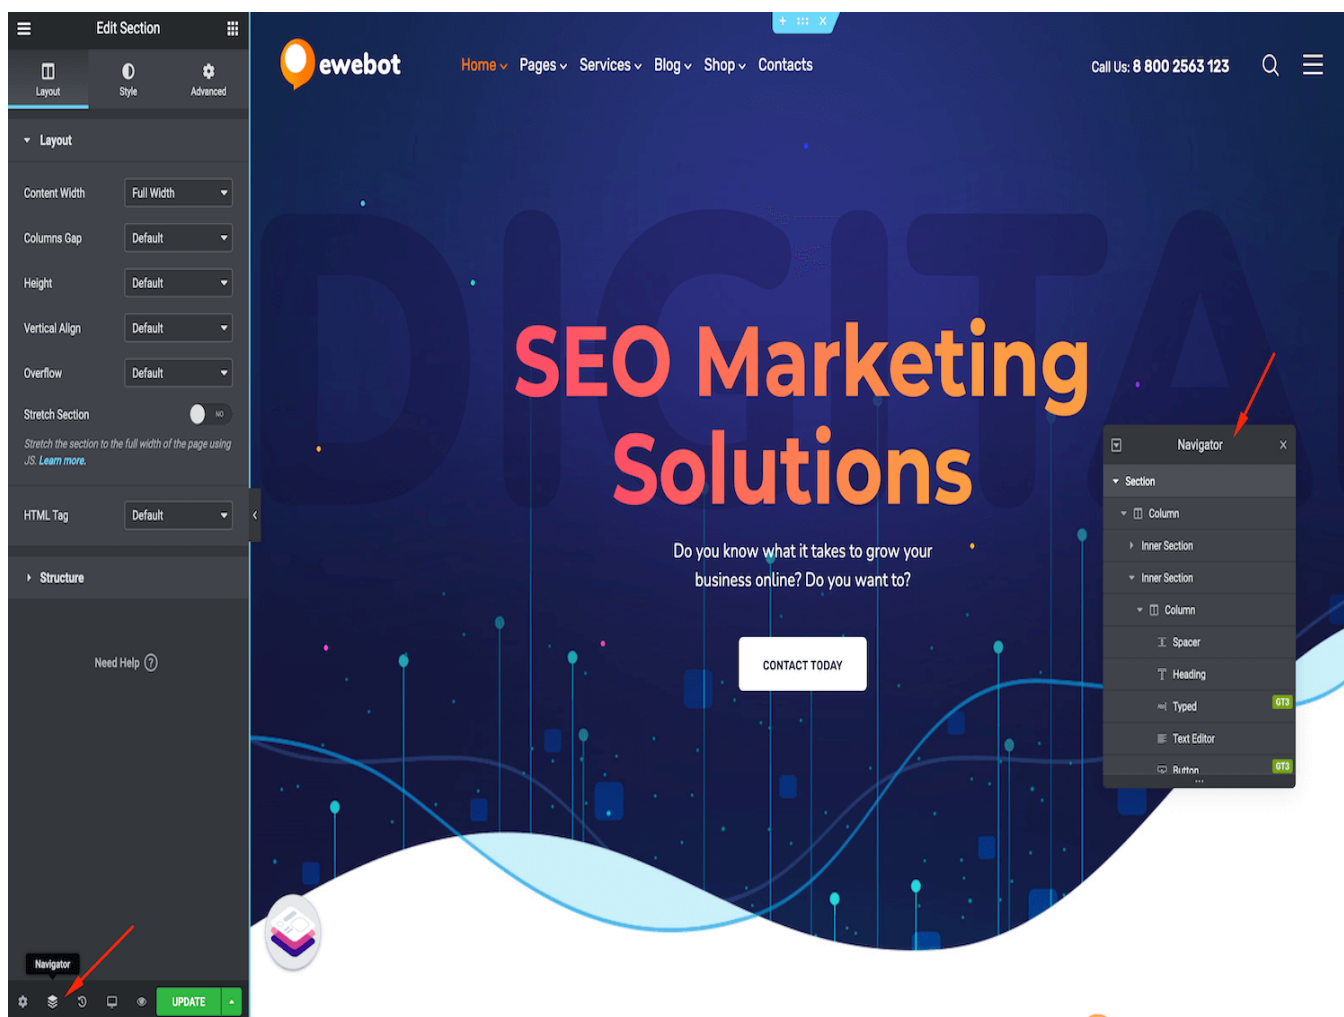 Edit Section
Layout
Style
Advanced
Layout
Content Width
Full Width
Columns Gap
Default
Height
Default
Vertical Align
Default
Overflow
Default
Stretch Section
NO
Stretch the section to the full width of the page using
JS. Learn more.
HTML Tag
Default
Structure
Need Help ?
Navigator
UPDATE
ewebot
Home
Pages
Services
Blog
Shop
Contacts
Call Us: 8 800 2563 123
DIGITA
SEO Marketing
Solutions
Do you know what it takes to grow your
business online? Do you want to?
CONTACT TODAY
Navigator
Section
Column
Inner Section
Inner Section
Column
Spacer
Heading
Typed
GT3
Text Editor
Button
GT3